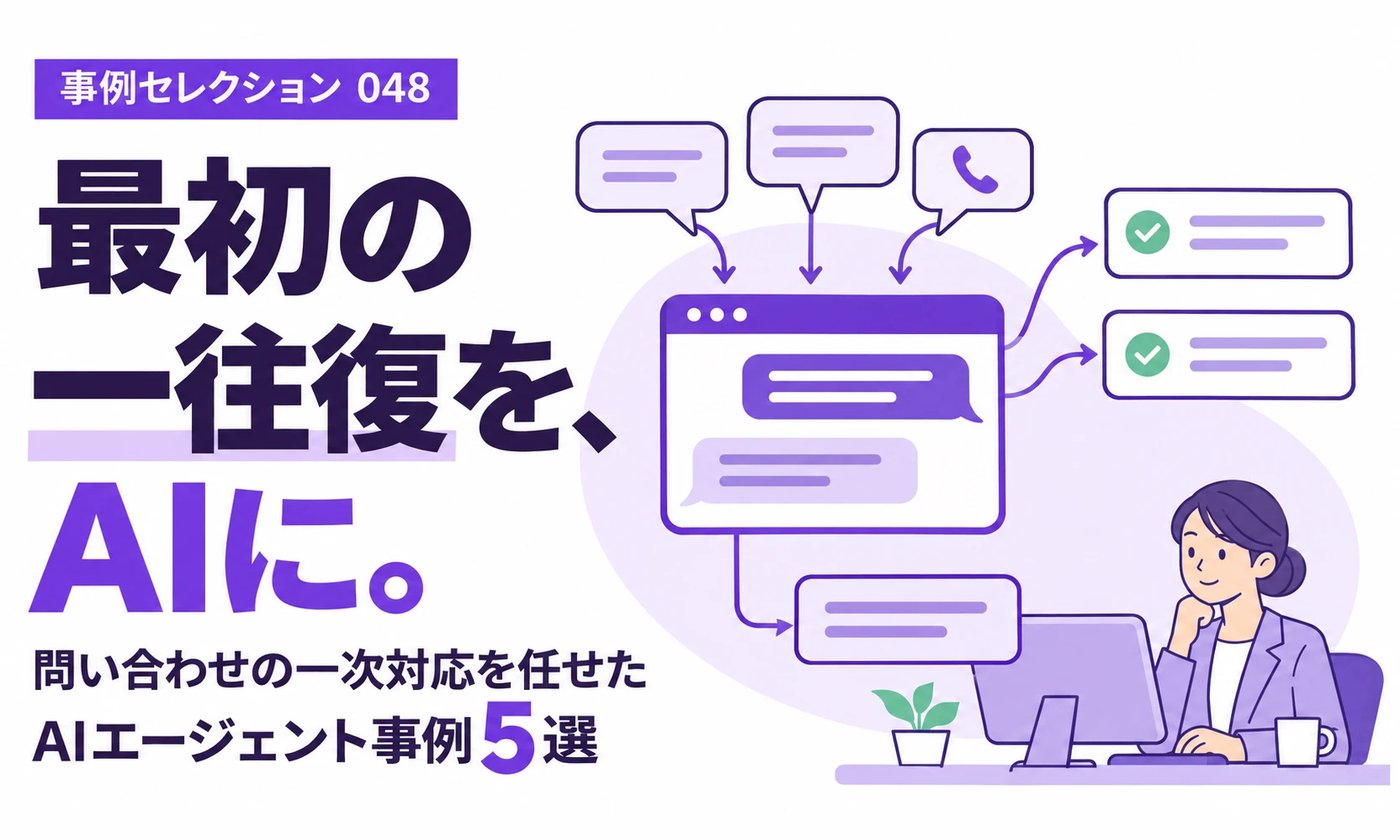 事例セレクション 048
最初の
一往復を、
AIに。
問い合わせの一次対応を任せた
AIエージェント事例5選